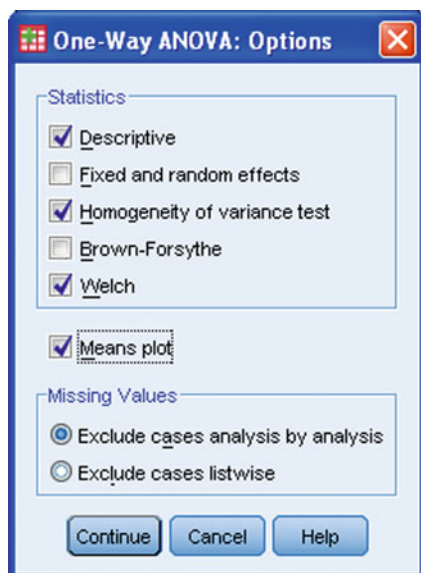 One-Way ANOVA: Options
Statistics
Descriptive
Fixed and random effects
Homogeneity of variance test
Brown-Forsythe
Welch
Means plot
Missing Values
Exclude cases analysis by analysis
Exclude cases listwise
Continue Cancel Help